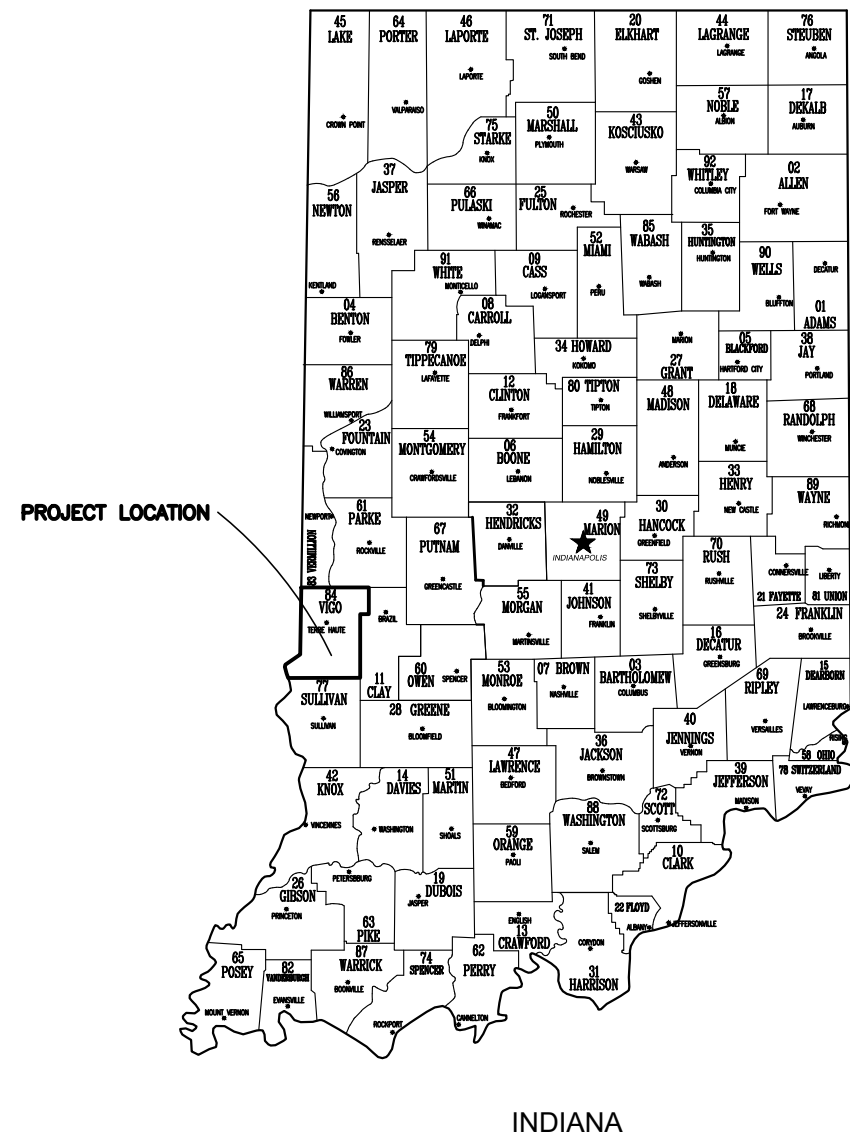 45
LAKE
CROWN POINT
64
PORTER
VALPARAISO
46
LAPORTE
LAPORTE
71
ST. JOSEPH
SOUTH BEND
20
ELKHART
GOSHEN
44
LAGRANGE
LAGRANGE
76
STEUBEN
ANGOLA
57
NOBLE
ALBION
17
DEKALB
AUBURN
75
STARKE
KNOX
50
MARSHALL
PLYMOUTH
43
KOSCIUSKO
WARSAW
92
WHITLEY
COLUMBIA CITY
02
ALLEN
FORT WAYNE
56
NEWTON
KENTLAND
37
JASPER
RENSSELAER
66
PULASKI
WINAMAC
25
FULTON
ROCHESTER
52
MIAMI
PERU
85
WABASH
WABASH
35
HUNTINGTON
HUNTINGTON
90
WELLS
BLUFFTON
DECATUR
01
ADAMS
91
WHITE
MONTICELLO
09
CASS
LOGANSPORT
04
BENTON
FOWLER
08
CARROLL
DELPHI
79
TIPPECANOE
LAFAYETTE
34 HOWARD
KOKOMO
MARION
27
GRANT
05
BLACKFORD
HARTFORD CITY
38
JAY
PORTLAND
86
WARREN
WILLIAMSPORT
23
FOUNTAIN
COVINGTON
12
CLINTON
FRANKFORT
80 TIPTON
TIPTON
48
MADISON
ANDERSON
18
DELAWARE
MUNCIE
68
RANDOLPH
WINCHESTER
54
MONTGOMERY
CRAWFORDSVILLE
06
BOONE
LEBANON
29
HAMILTON
NOBLESVILLE
33
HENRY
NEW CASTLE
89
WAYNE
RICHMON
PROJECT LOCATION
NEWPORT
83 VERMILLION
61
PARKE
ROCKVILLE
67
PUTNAM
GREENCASTLE
32
HENDRICKS
DANVILLE
49
MARION
INDIANAPOLIS
30
HANCOCK
GREENFIELD
70
RUSH
RUSHVILLE
CONNERSVILLE
21 FAYETTE
LIBERTY
81 UNION
84
VIGO
TERRE HAUTE
BRAZIL
11
CLAY
55
MORGAN
MARTINSVILLE
41
JOHNSON
FRANKLIN
73
SHELBY
SHELBYVILLE
24 FRANKLIN
BROOKVILLE
16
DECATUR
GREENSBURG
60
OWEN
SPENCER
53
MONROE
BLOOMINGTON
07 BROWN
NASHVILLE
03
BARTHOLOMEW
COLUMBUS
69
RIPLEY
VERSAILLES
15
DEARBORN
LAWRENCEBURG
RISING
58 OHIO
77
SULLIVAN
SULLIVAN
28 GREENE
BLOOMFIELD
40
JENNINGS
VERNON
78 SWITZERLAND
VEVAY
47
LAWRENCE
BEDFORD
36
JACKSON
BROWNSTOWN
39
JEFFERSON
MADISON
42
KNOX
VINCENNES
14
DAVIES
WASHINGTON
51
MARTIN
SHOALS
72
SCOTT
SCOTTSBURG
88
WASHINGTON
SALEM
59
ORANGE
PAOLI
10
CLARK
JEFFERSONVILLE
26
GIBSON
PRINCETON
PETERSBBURG
63
PIKE
19
DUBOIS
JASPER
ENGLISH
13
CRAWFORD
22 FLOYD
ALBANY
CORYDON
31
HARRISON
65
POSEY
MOUNT VERNON
82
VANDERBURGH
EVANSVILLE
87
WARRICK
BOONVILLE
74
SPENCER
ROCKPORT
62
PERRY
CANNELTON
INDIANA